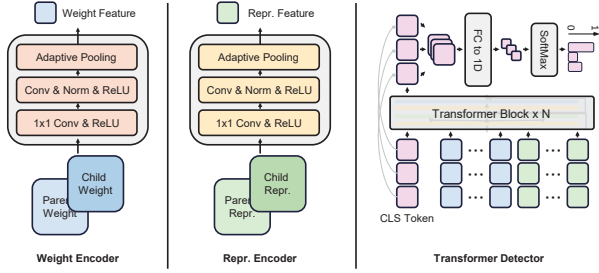 Weight Feature
Adaptive Pooling
Conv & Norm & ReLU
1x1 Conv & ReLU
Child
Weight
Parent
Weight
Weight Encoder
Repr. Feature
Adaptive Pooling
Conv & Norm & ReLU
1x1 Conv & ReLU
Child
Repr.
Parent
Repr.
Repr. Encoder
FC to 1D
SoftMax
0
1
Transformer Block x N
CLS Token
Transformer Detector